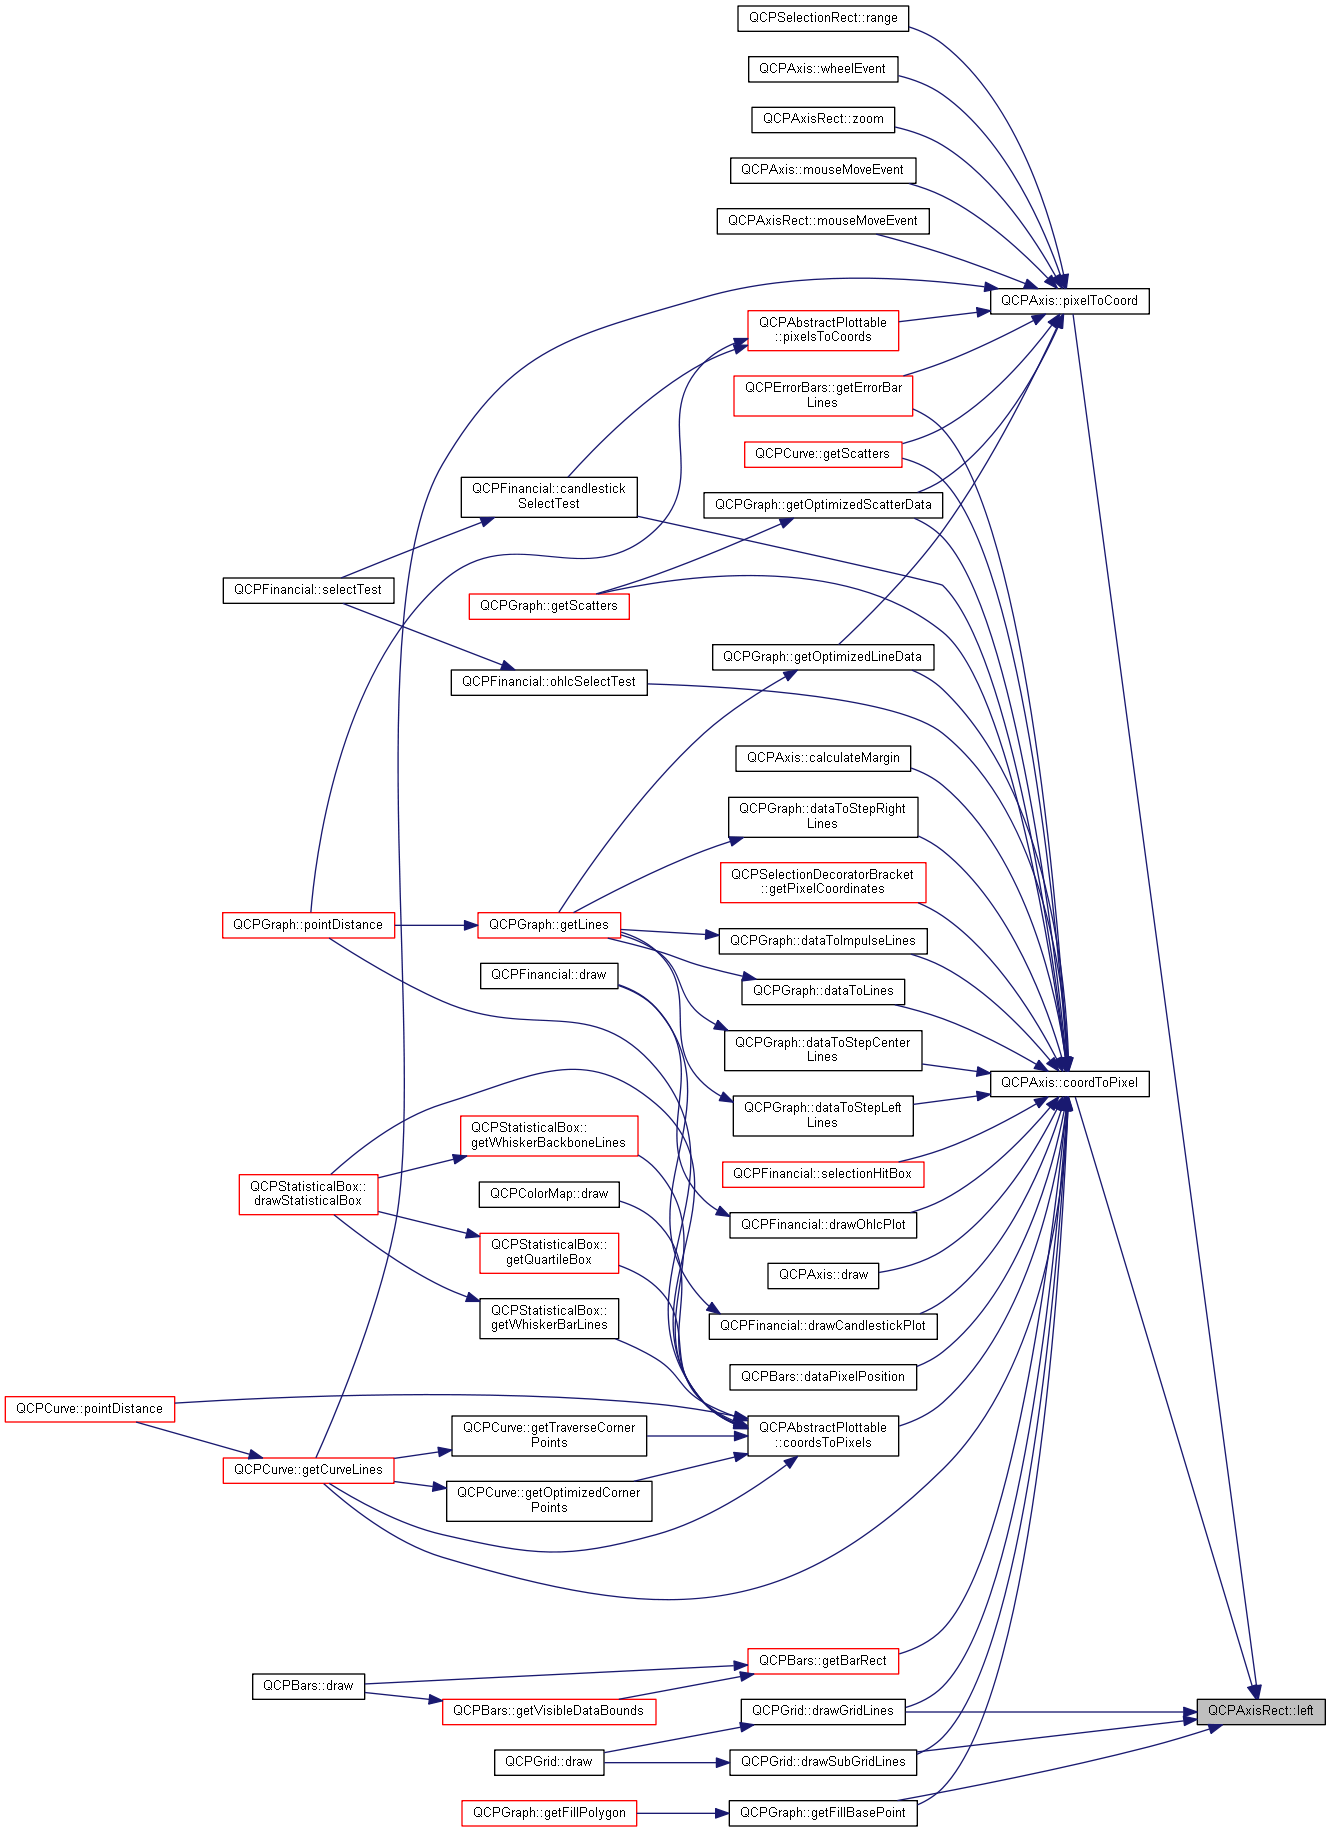 QCPSelectionRect::range
QCPAxis::wheelEvent
QCPAxisRect::zoom
QCPAxis::mouseMoveEvent
QCPAxisRect::mouseMoveEvent
QCPAxis::pixelToCoord
QCPAbstractPlottable
::pixelsToCoords
QCPErrorBars::getErrorBar
Lines
QCPCurve::getScatters
QCPFinancial::candlestick
SelectTest
QCPGraph::getOptimizedScatterData
QCPFinancial::selectTest
QCPGraph::getScatters
QCPGraph::getOptimizedLineData
QCPFinancial::ohlcSelectTest
QCPAxis::calculateMargin
QCPGraph::dataToStepRight
Lines
QCPSelectionDecoratorBracket
::getPixelCoordinates
QCPGraph::pointDistance
QCPGraph::getLines
QCPGraph::dataToImpulseLines
QCPFinancial::draw
QCPGraph::dataToLines
QCPGraph::dataToStepCenter
Lines
QCPAxis::coordToPixel
QCPGraph::dataToStepLeft
Lines
QCPStatisticalBox::
getWhiskerBackboneLines
QCPFinancial::selectionHitBox
QCPStatisticalBox::
drawStatisticalBox
QCPColorMap::draw
QCPFinancial::drawOhlcPlot
QCPStatisticalBox::
getQuartileBox
QCPAxis::draw
QCPStatisticalBox::
getWhiskerBarLines
QCPFinancial::drawCandlestickPlot
QCPBars::dataPixelPosition
QCPCurve::pointDistance
QCPCurve::getTraverseCorner
Points
QCPAbstractPlottable
::coordsToPixels
QCPCurve::getCurveLines
QCPCurve::getOptimizedCorner
Points
QCPBars::getBarRect
QCPBars::draw
QCPBars::getVisibleDataBounds
QCPGrid::drawGridLines
QCPAxisRect::left
QCPGrid::draw
QCPGrid::drawSubGridLines
QCPGraph::getFillPolygon
QCPGraph::getFillBasePoint